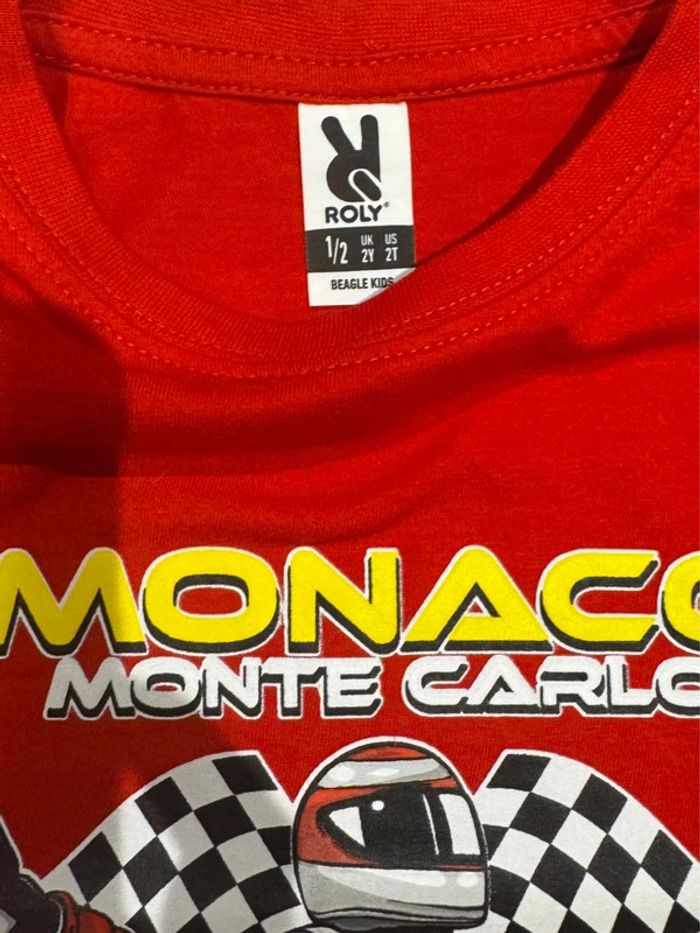 ROLY®
1/2 UK US
2Y 2T
BEAGLE KIDS
MONACO
MONTE CARLO